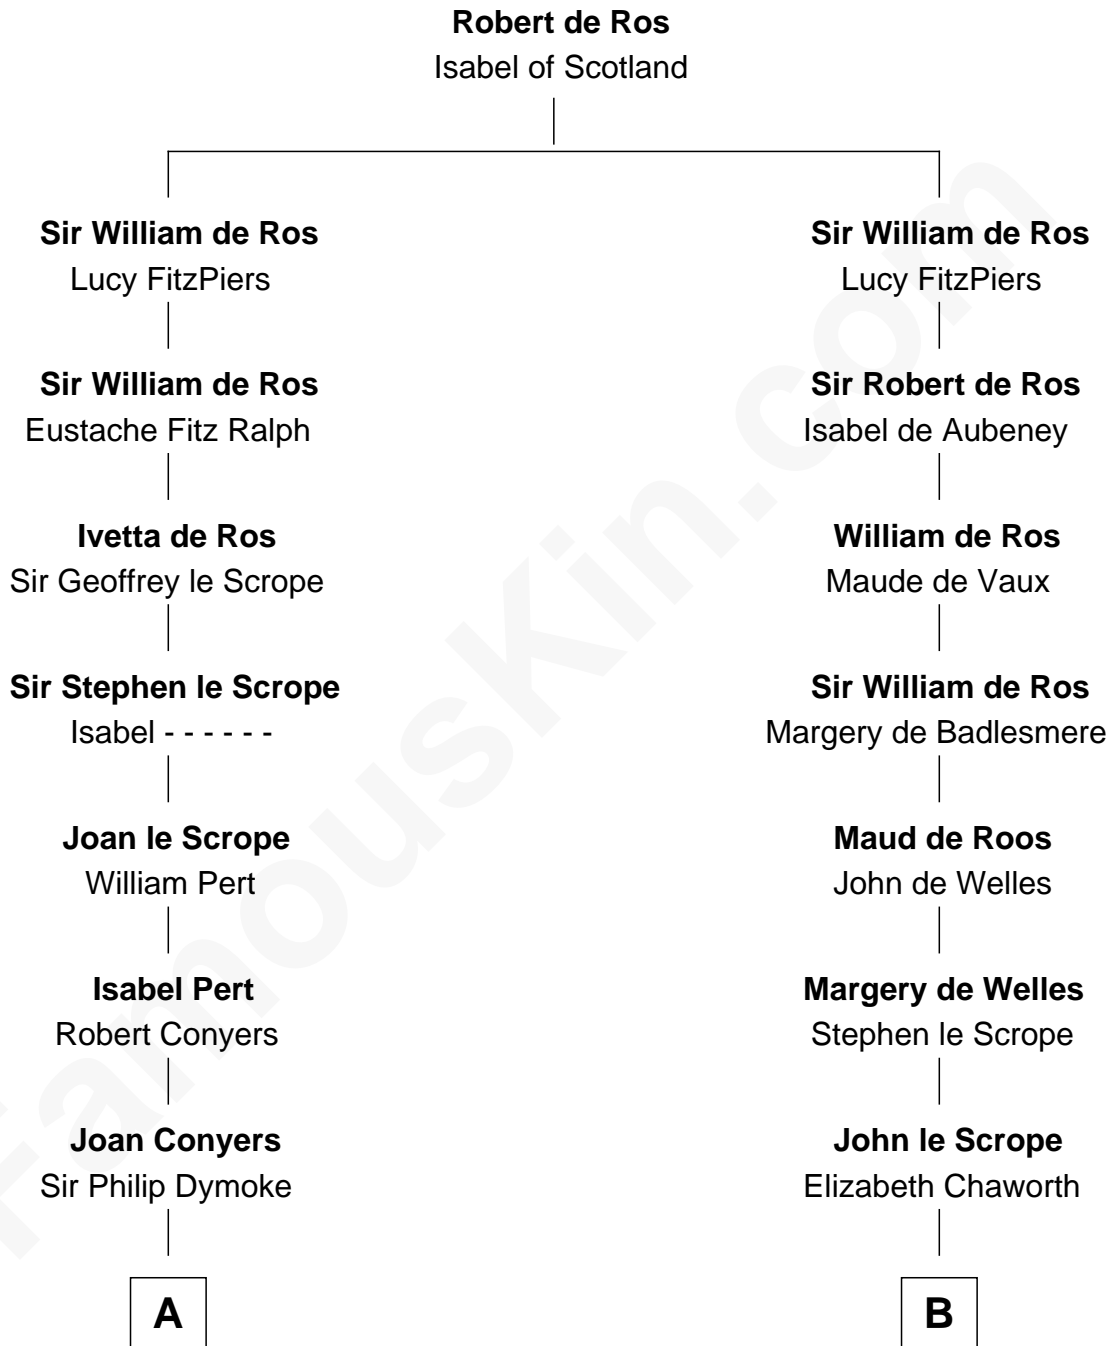 Robert de Ros
Isabel of Scotland
Sir William de Ros
Lucy FitzPiers
Sir William de Ros
Lucy FitzPiers
Sir William de Ros
Eustache Fitz Ralph
Sir Robert de Ros
Isabel de Aubeney
Ivetta de Ros
Sir Geoffrey le Scrope
William de Ros
Maude de Vaux
Sir Stephen le Scrope
Isabel - - - - - -
Sir William de Ros
Margery de Badlesmere
Joan le Scrope
William Pert
Maud de Roos
John de Welles
Isabel Pert
Robert Conyers
Margery de Welles
Stephen le Scrope
Joan Conyers
Sir Philip Dymoke
John le Scrope
Elizabeth Chaworth
A
B
FamousKin.com